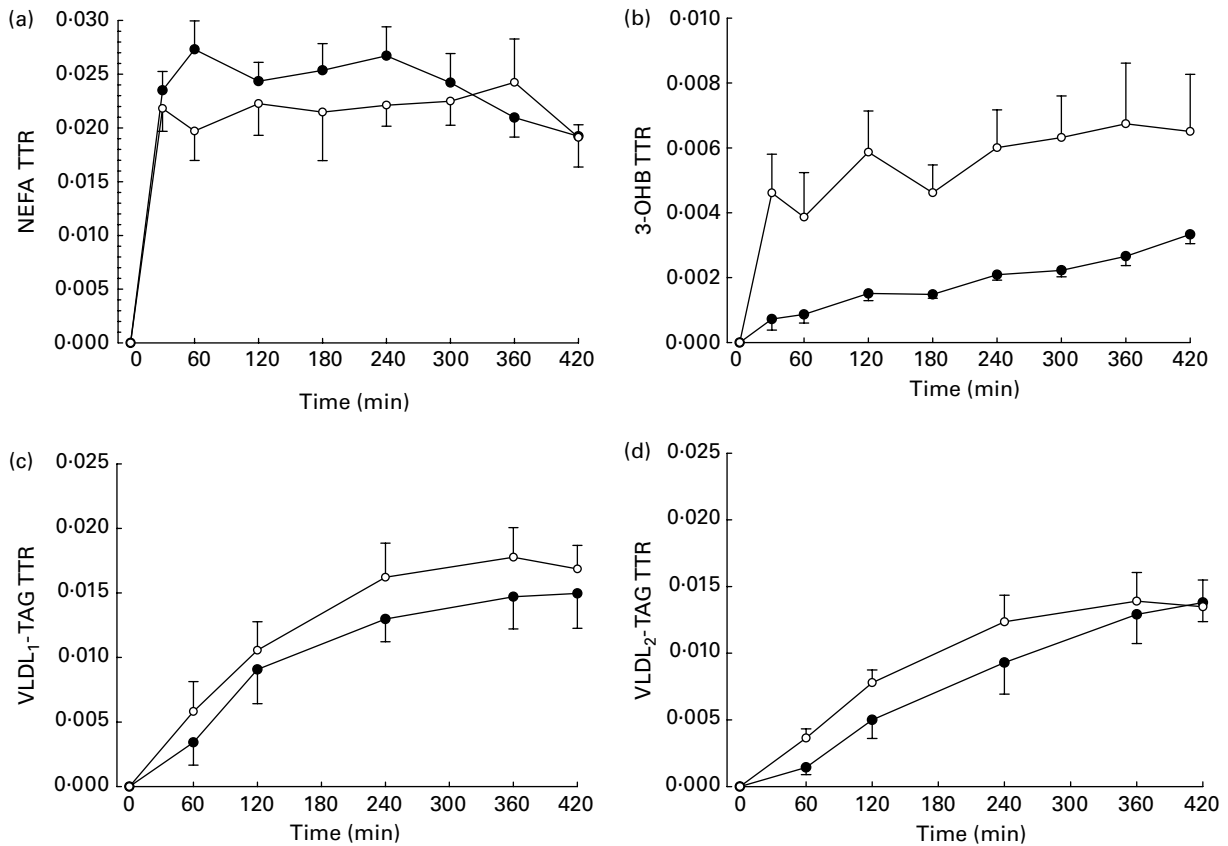 (a)
0·030
0·025
0·020
0·015
0·010
0·005
0·000
NEFA TTR
0 60 120 180 240 300 360 420
Time (min)
(b)
0·010
0·008
0·006
0·004
0·002
0·000
3-OHB TTR
0 60 120 180 240 300 360 420
Time (min)
(c)
0·025
0·020
0·015
0·010
0·005
0·000
VLDL₁-TAG TTR
0 60 120 180 240 300 360 420
Time (min)
(d)
0·025
0·020
0·015
0·010
0·005
0·000
VLDL₂-TAG TTR
0 60 120 180 240 300 360 420
Time (min)